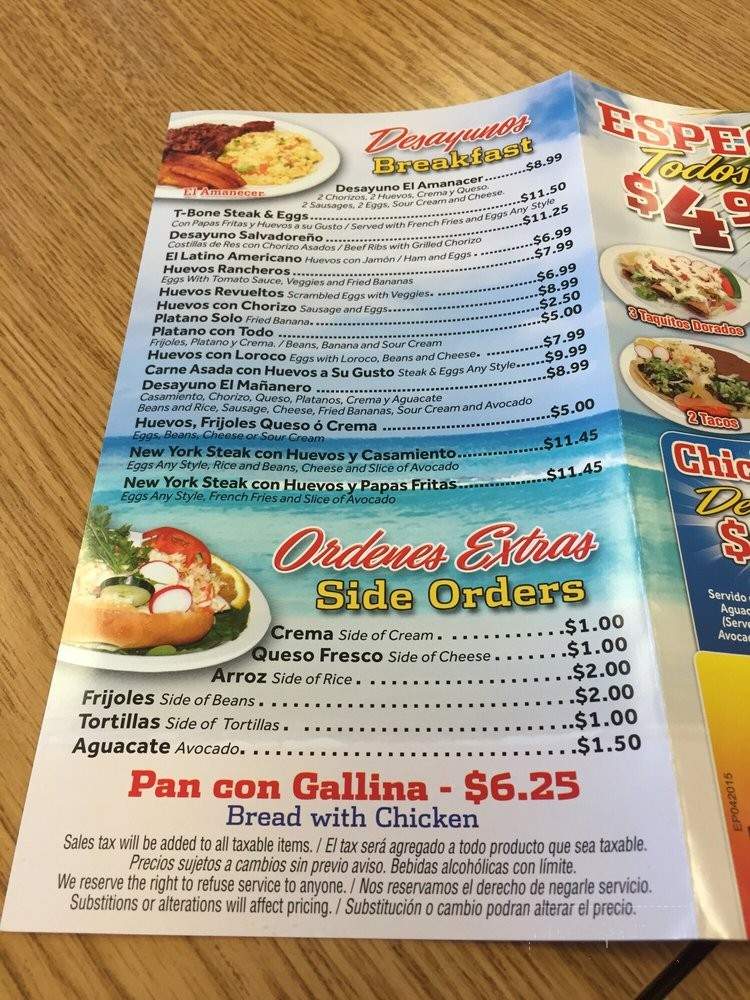 Desayunos
Breakfast
El Amanecer
Desayuno El Amanacer..........$8.99
2 Chorizos, 2 Huevos, Crema y Queso.
2 Sausages, 2 Eggs, Sour Cream and Cheese.
T-Bone Steak & Eggs..........$11.50
Con Papas Fritas y Huevos a su Gusto / Served with French Fries and Eggs Any Style
Desayuno Salvadoreño..........$11.25
Costillas de Res con Chorizo Asados / Beef Ribs with Grilled Chorizo
El Latino Americano Huevos con Jamón / Ham and Eggs..........$6.99
Huevos Rancheros..........$7.99
Eggs With Tomato Sauce, Veggies and Fried Bananas
Huevos Revueltos Scrambled Eggs with Veggies..........$6.99
Huevos con Chorizo Sausage and Eggs..........$8.99
Platano Solo Fried Banana..........$2.50
Platano con Todo..........$5.00
Frijoles, Platano y Crema. / Beans, Banana and Sour Cream
Huevos con Loroco Eggs with Loroco, Beans and Cheese..........$7.99
Carne Asada con Huevos a Su Gusto Steak & Eggs Any Style..........$9.99
Desayuno El Mañanero..........$8.99
Casamiento, Chorizo, Queso, Platanos, Crema y Aguacate
Beans and Rice, Sausage, Cheese, Fried Bananas, Sour Cream and Avocado
Huevos, Frijoles Queso ó Crema..........$5.00
Eggs, Beans, Cheese or Sour Cream
New York Steak con Huevos y Casamiento..........$11.45
Eggs Any Style, Rice and Beans, Cheese and Slice of Avocado
New York Steak con Huevos y Papas Fritas..........$11.45
Eggs Any Style, French Fries and Slice of Avocado
Ordenes Extras
Side Orders
Crema Side of Cream..........$1.00
Queso Fresco Side of Cheese..........$1.00
Arroz Side of Rice..........$2.00
Frijoles Side of Beans..........$2.00
Tortillas Side of Tortillas..........$1.00
Aguacate Avocado..........$1.50
Pan con Gallina - $6.25
Bread with Chicken
Sales tax will be added to all taxable items. / El tax será agregado a todo producto que sea taxable.
Precios sujetos a cambios sin previo aviso. Bebidas alcohólicas con límite.
We reserve the right to refuse service to anyone. / Nos reservamos el derecho de negarle servicio.
Substitions or alterations will affect pricing. / Substitución o cambio podran alterar el precio.
ESPE
Todos
$4 9
3 Taquitos Dorados
2 Tacos
Chic
De
$
Servido
Agua
(Serve
Avoca
EP042015